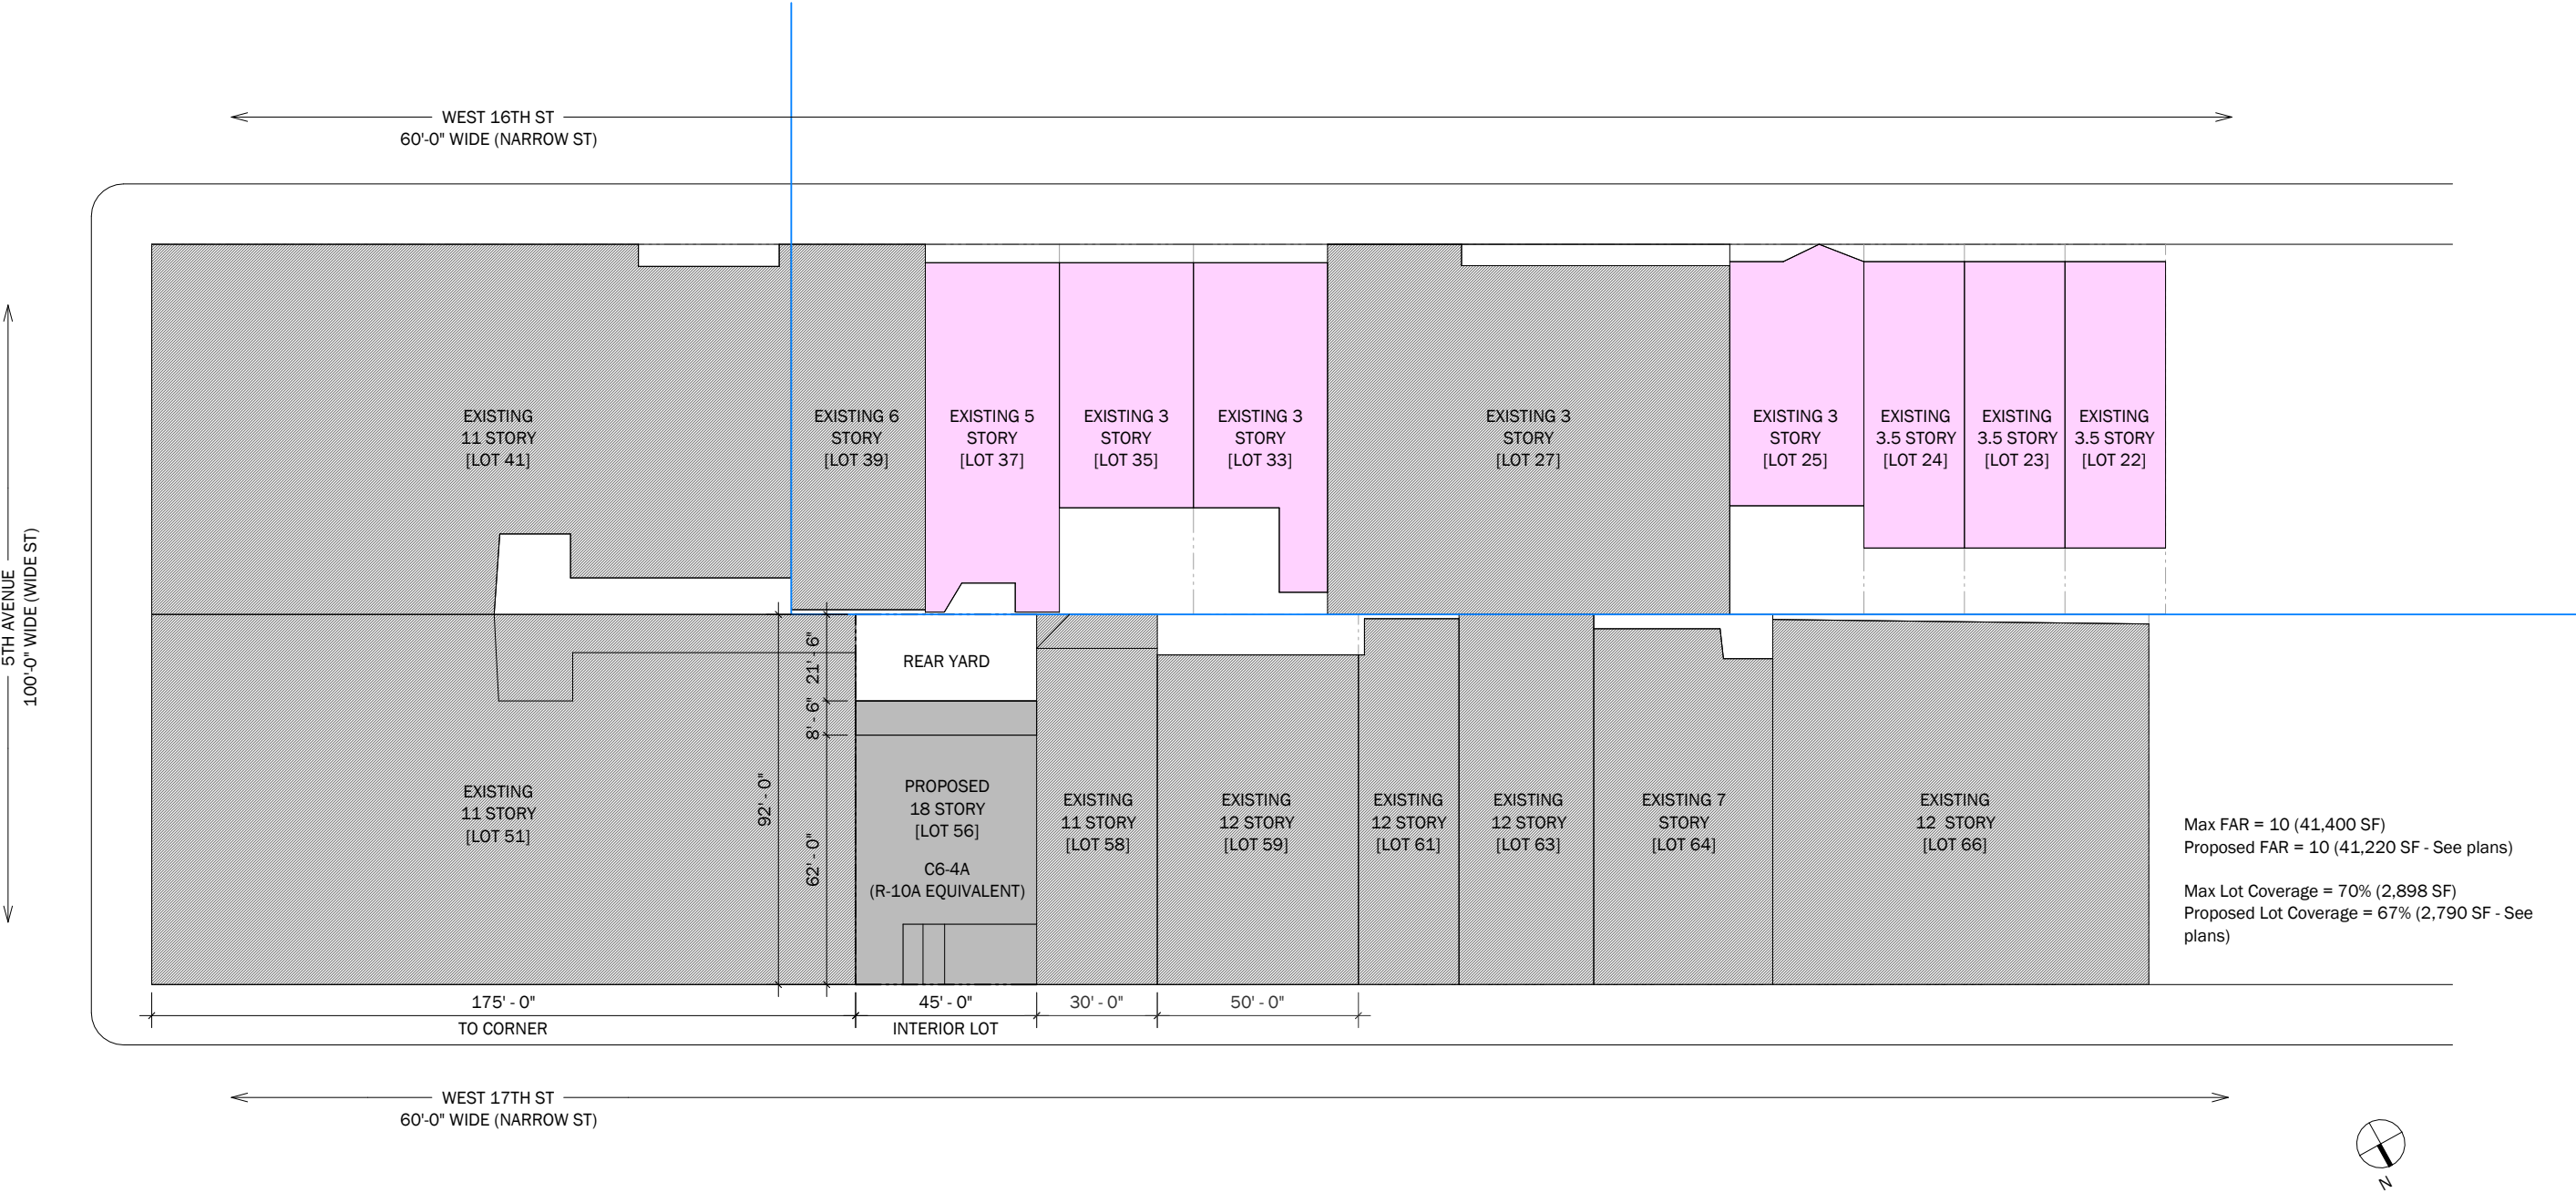 WEST 16TH ST
60'-0" WIDE (NARROW ST)
5TH AVENUE
100'-0" WIDE (WIDE ST)
EXISTING
11 STORY
[LOT 41]
EXISTING 6
STORY
[LOT 39]
EXISTING 5
STORY
[LOT 37]
EXISTING 3
STORY
[LOT 35]
EXISTING 3
STORY
[LOT 33]
EXISTING 3
STORY
[LOT 27]
EXISTING 3
STORY
[LOT 25]
EXISTING
3.5 STORY
[LOT 24]
EXISTING
3.5 STORY
[LOT 23]
EXISTING
3.5 STORY
[LOT 22]
21' - 6"
REAR YARD
8' - 6"
92' - 0"
62' - 0"
EXISTING
11 STORY
[LOT 51]
PROPOSED
18 STORY
[LOT 56]
C6-4A
(R-10A EQUIVALENT)
EXISTING
11 STORY
[LOT 58]
EXISTING
12 STORY
[LOT 59]
EXISTING
12 STORY
[LOT 61]
EXISTING
12 STORY
[LOT 63]
EXISTING 7
STORY
[LOT 64]
EXISTING
12 STORY
[LOT 66]
Max FAR = 10 (41,400 SF)
Proposed FAR = 10 (41,220 SF - See plans)
Max Lot Coverage = 70% (2,898 SF)
Proposed Lot Coverage = 67% (2,790 SF - See
plans)
175' - 0"
TO CORNER
45' - 0"
INTERIOR LOT
30' - 0"
50' - 0"
WEST 17TH ST
60'-0" WIDE (NARROW ST)
N